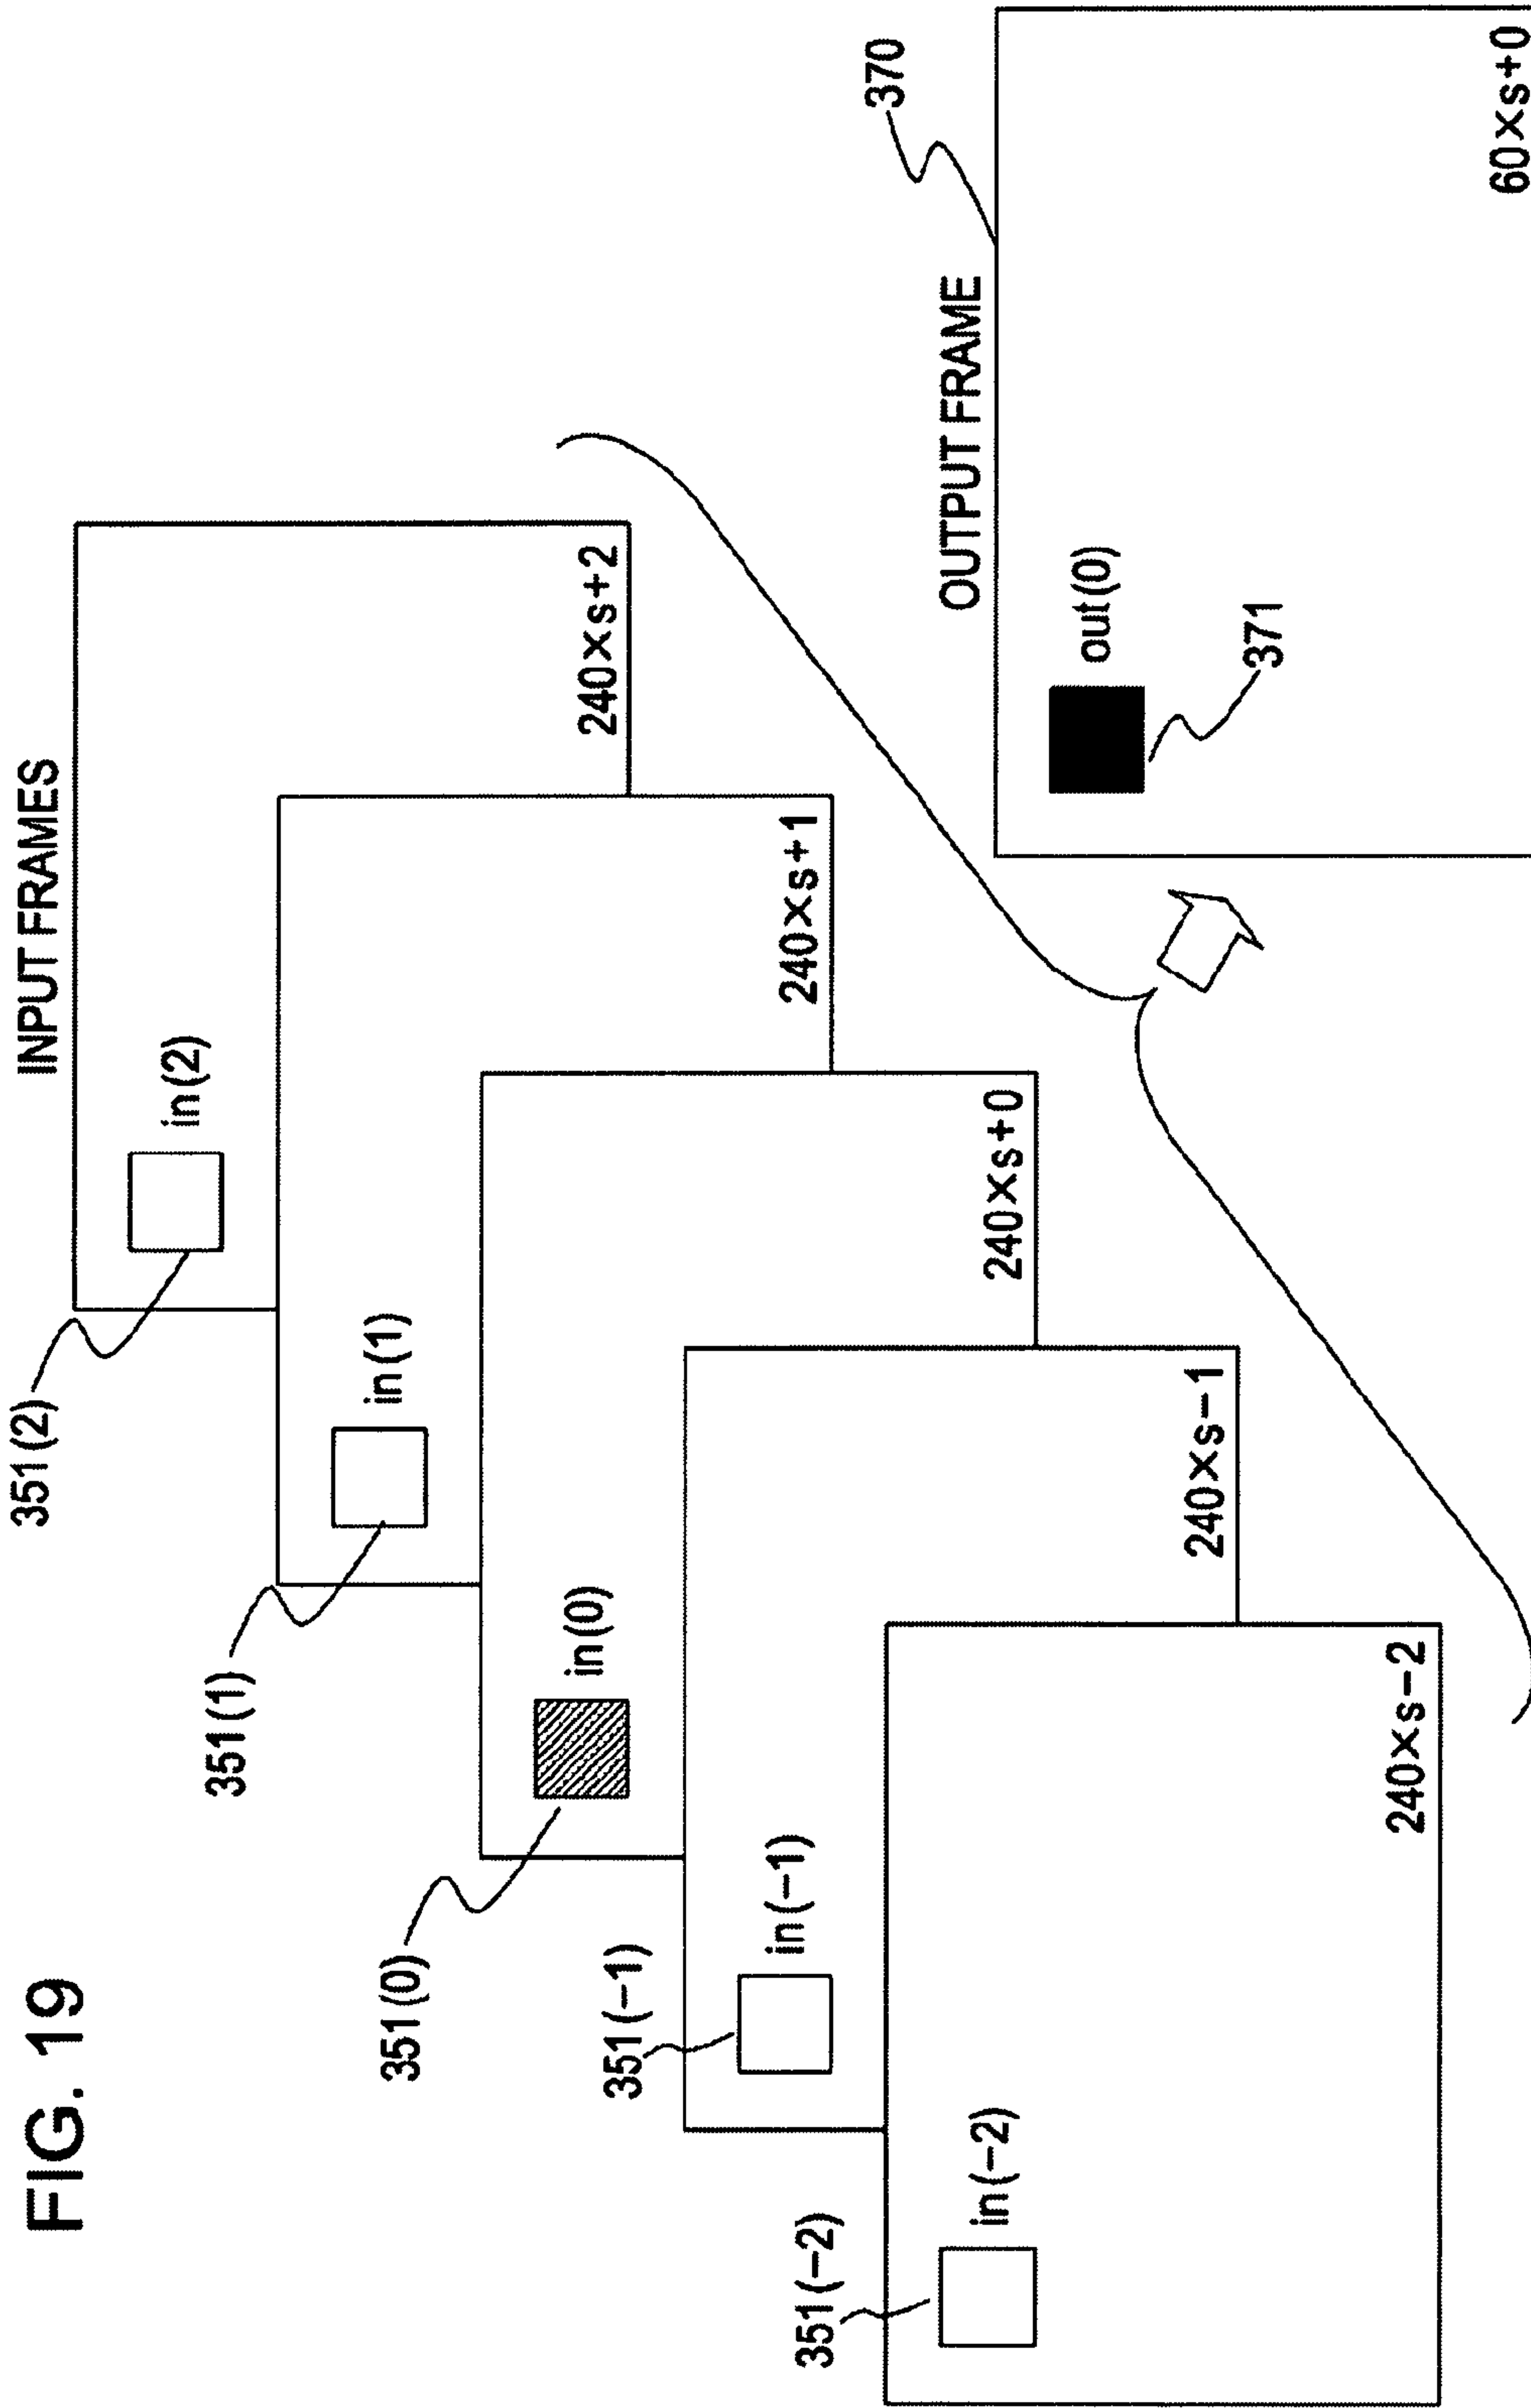 FIG. 19
INPUT FRAMES
351(2)
in(2)
240×s+2
351(1)
in(1)
240×s+1
351(0)
in(0)
240×s+0
351(−1)
in(−1)
240×s−1
351(−2)
in(−2)
240×s−2
OUTPUT FRAME
370
out(0)
371
60×s+0